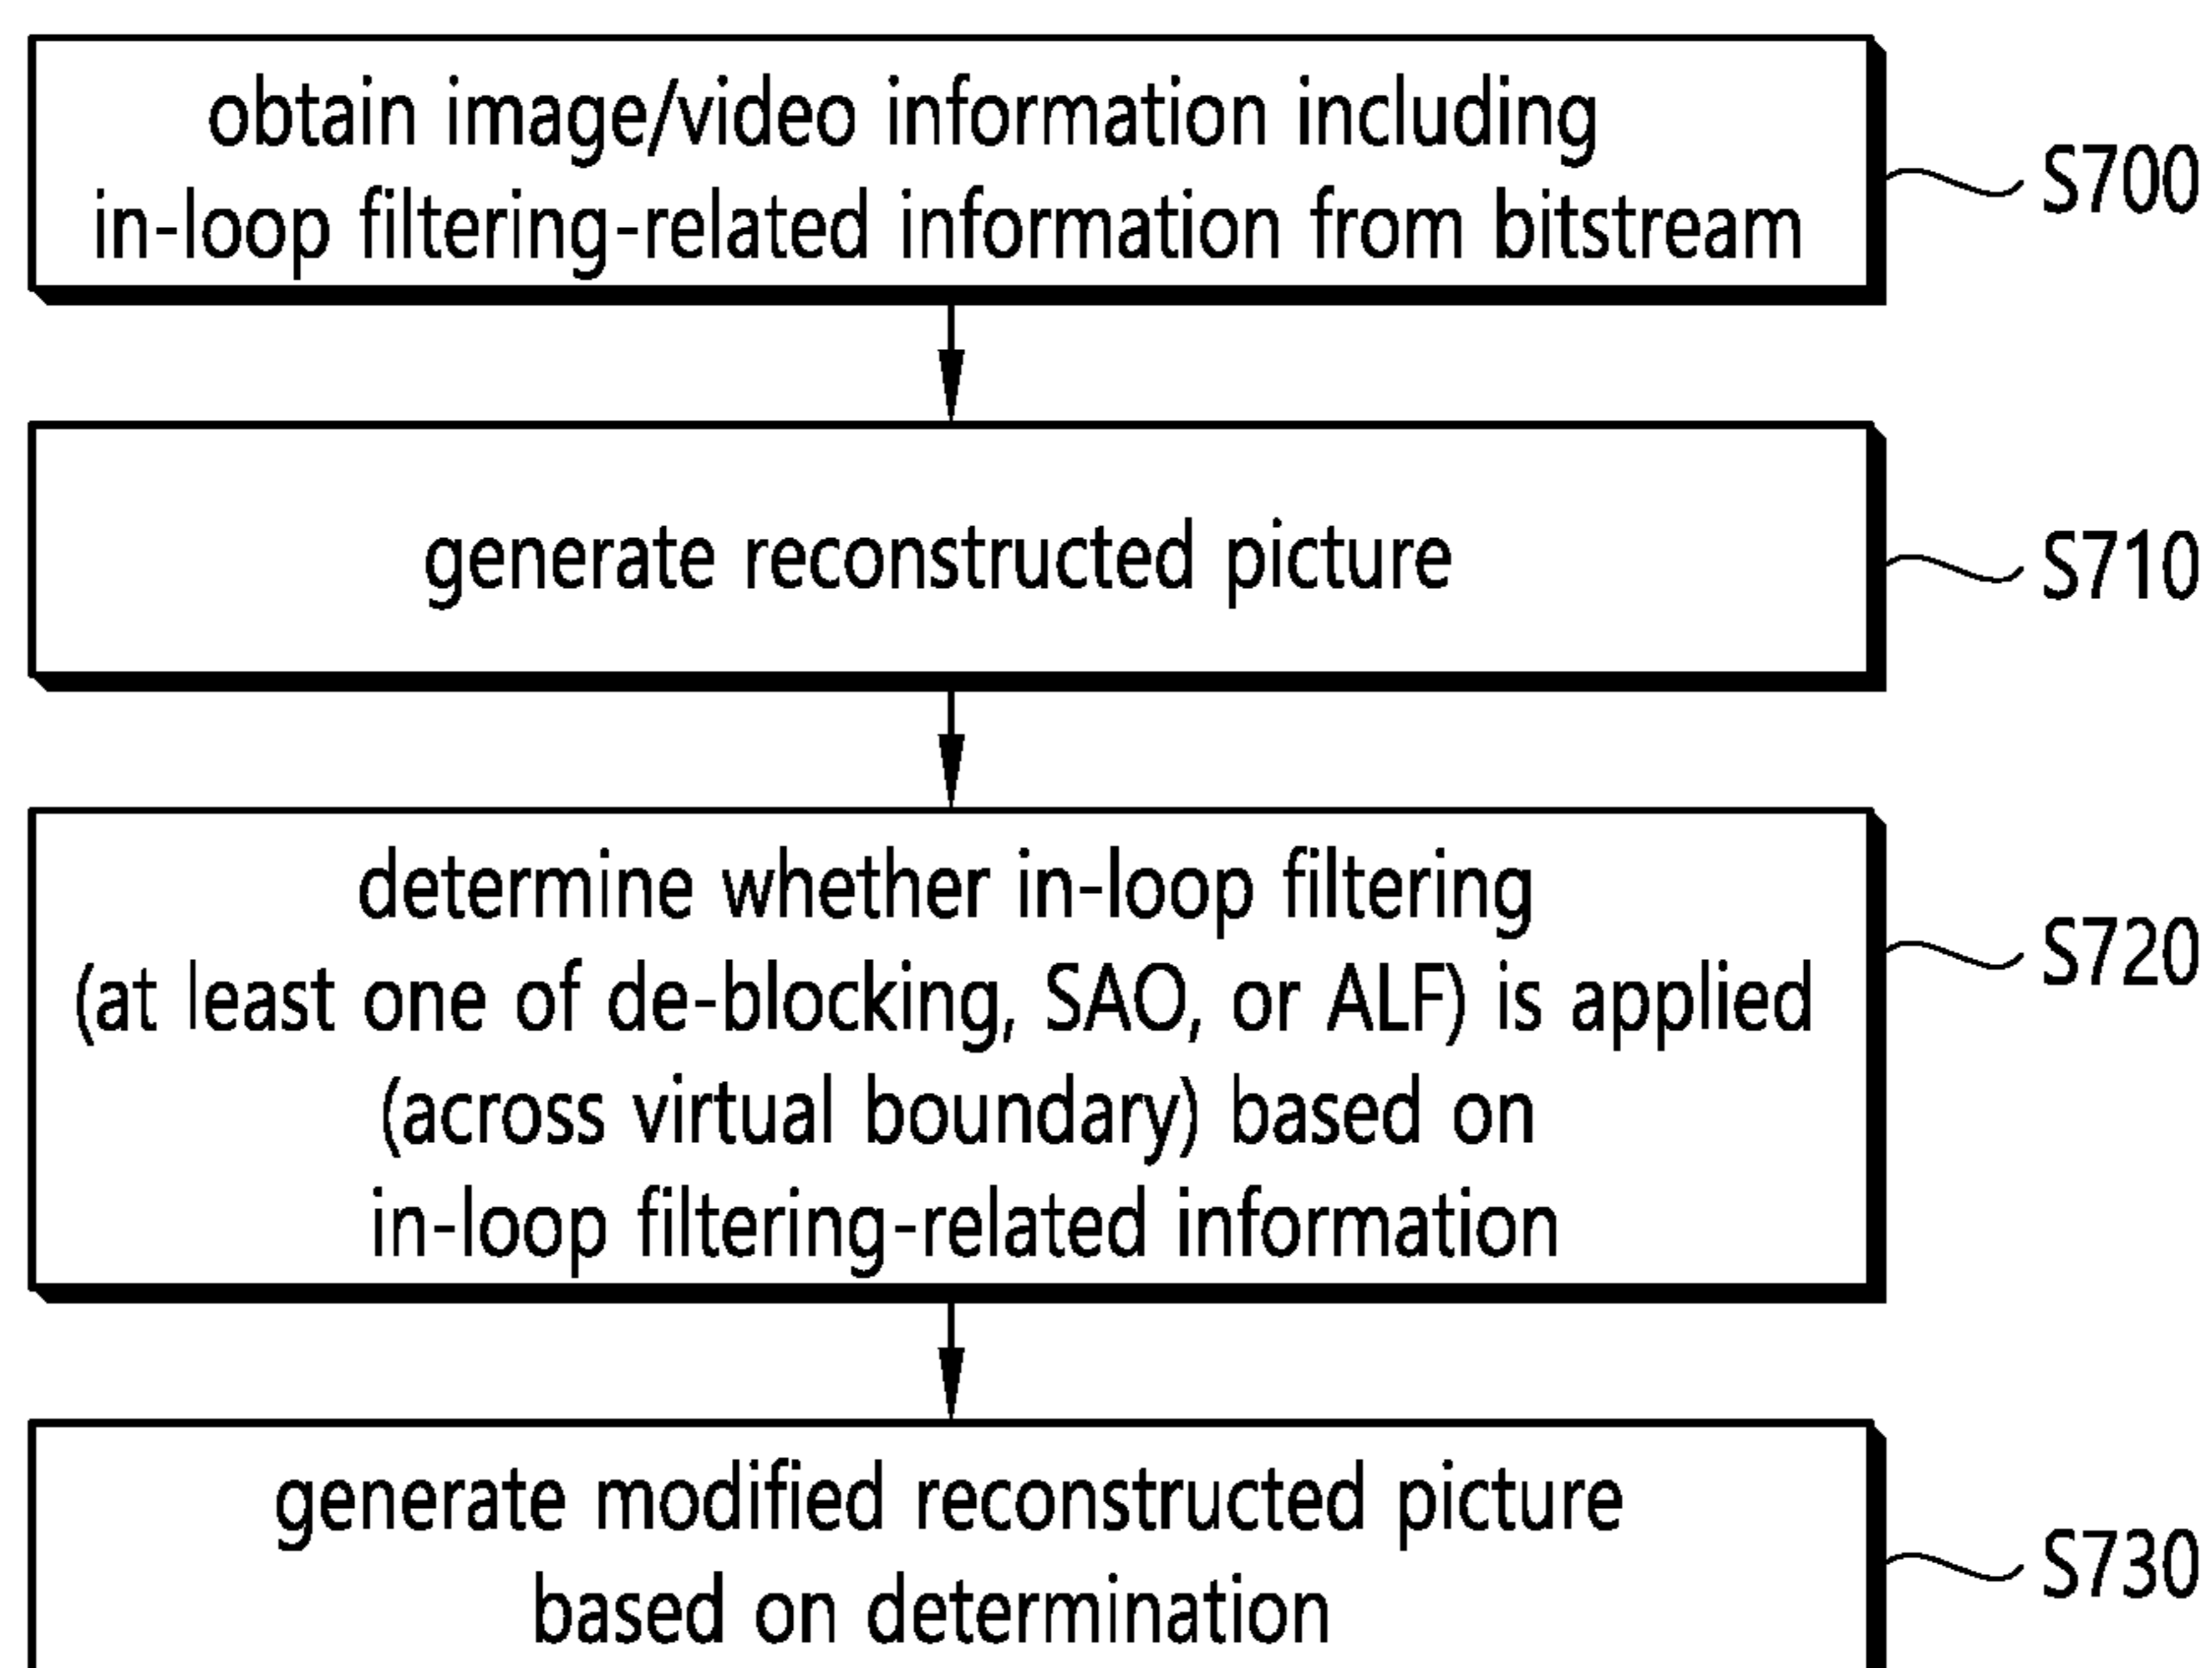 obtain image/video information including
in-loop filtering-related information from bitstream
S700
generate reconstructed picture
S710
determine whether in-loop filtering
(at least one of de-blocking, SAO, or ALF) is applied
(across virtual boundary) based on
in-loop filtering-related information
S720
generate modified reconstructed picture
based on determination
S730